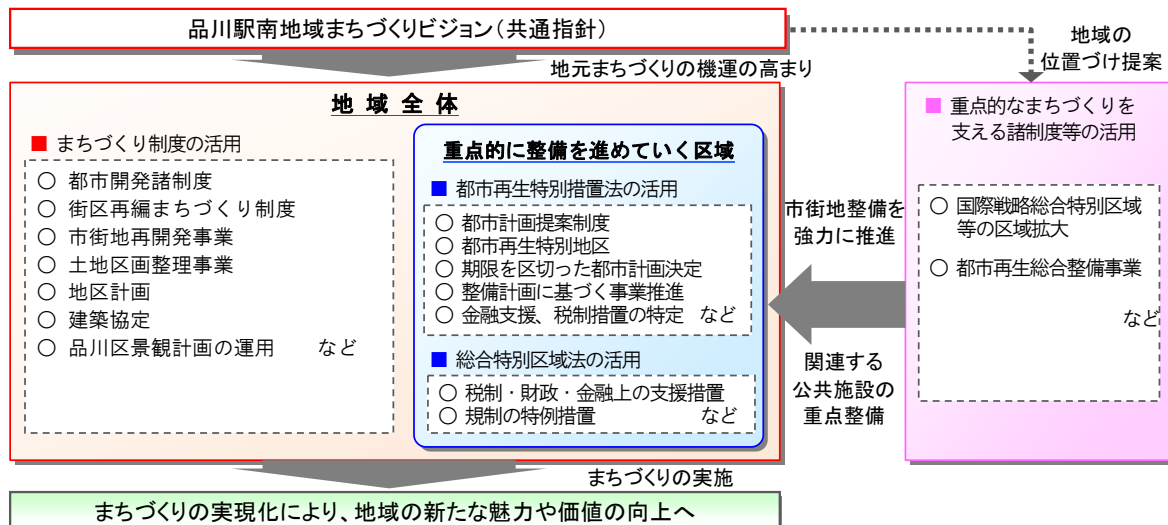 品川駅南地域まちづくりビジョン（共通指針）
地域の
位置づけ提案
地元まちづくりの機運の高まり
地 域 全 体
■ まちづくり制度の活用
○ 都市開発諸制度
○ 街区再編まちづくり制度
○ 市街地再開発事業
○ 土地区画整理事業
○ 地区計画
○ 建築協定
○ 品川区景観計画の運用 など
重点的に整備を進めていく区域
■ 都市再生特別措置法の活用
○ 都市計画提案制度
○ 都市再生特別地区
○ 期限を区切った都市計画決定
○ 整備計画に基づく事業推進
○ 金融支援、税制措置の特定 など
■ 総合特別区域法の活用
○ 税制・財政・金融上の支援措置
○ 規制の特例措置 など
市街地整備を
強力に推進
関連する
公共施設の
重点整備
■ 重点的なまちづくりを
支える諸制度等の活用
○ 国際戦略総合特別区域
等の区域拡大
○ 都市再生総合整備事業
など
まちづくりの実施
まちづくりの実現化により、地域の新たな魅力や価値の向上へ